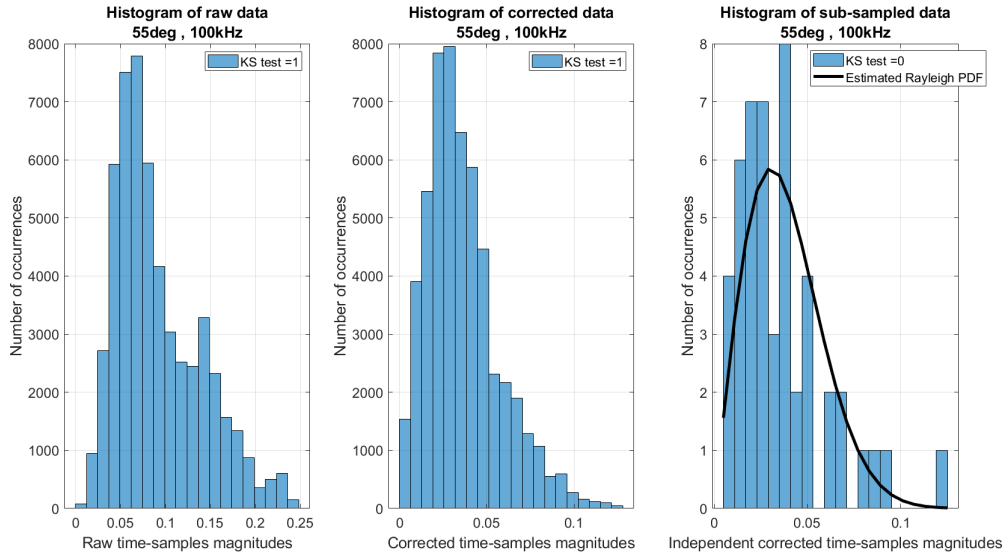 Histogram of raw data
55deg , 100kHz
KS test =1
Number of occurrences
8000
7000
6000
5000
4000
3000
2000
1000
0
0 0.05 0.1 0.15 0.2 0.25
Raw time-samples magnitudes
Histogram of corrected data
55deg , 100kHz
KS test =1
Number of occurrences
8000
7000
6000
5000
4000
3000
2000
1000
0
0 0.05 0.1
Corrected time-samples magnitudes
Histogram of sub-sampled data
55deg , 100kHz
KS test =0
Estimated Rayleigh PDF
Number of occurrences
8
7
6
5
4
3
2
1
0
0 0.05 0.1
Independent corrected time-samples magnitudes